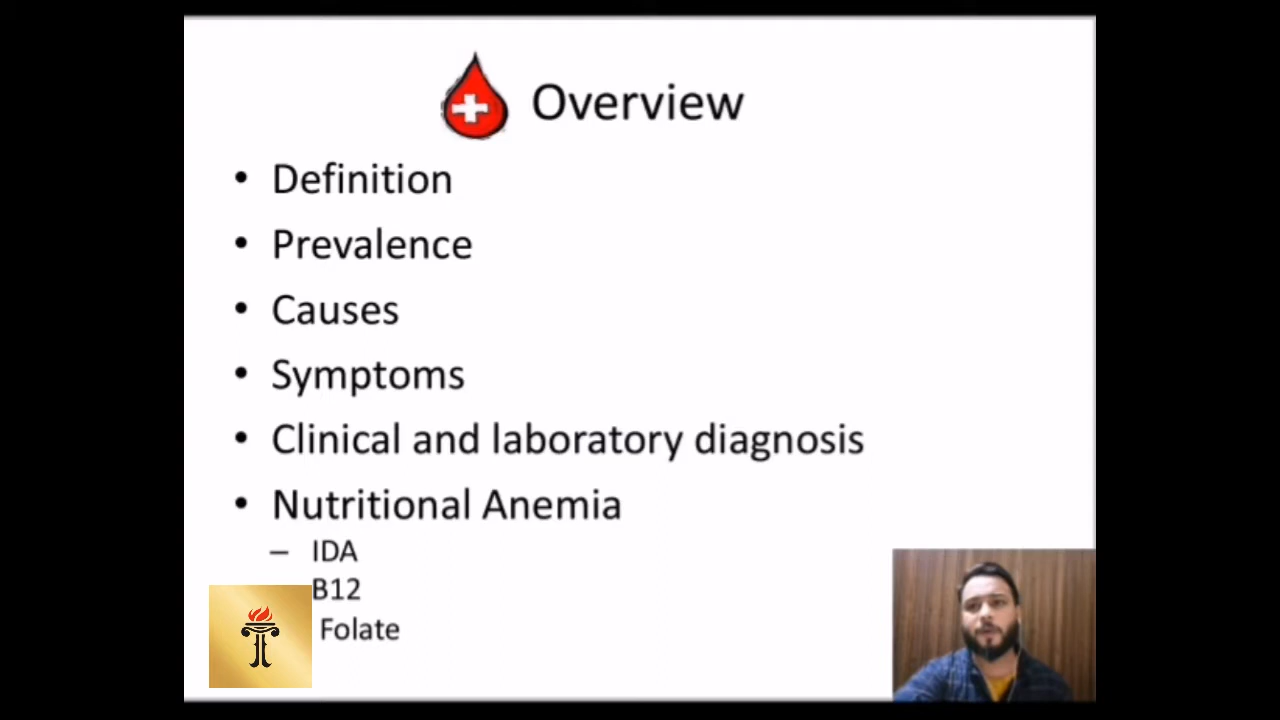 Overview
• Definition
• Prevalence
• Causes
• Symptoms
• Clinical and laboratory diagnosis
• Nutritional Anemia
– IDA
B12
Folate